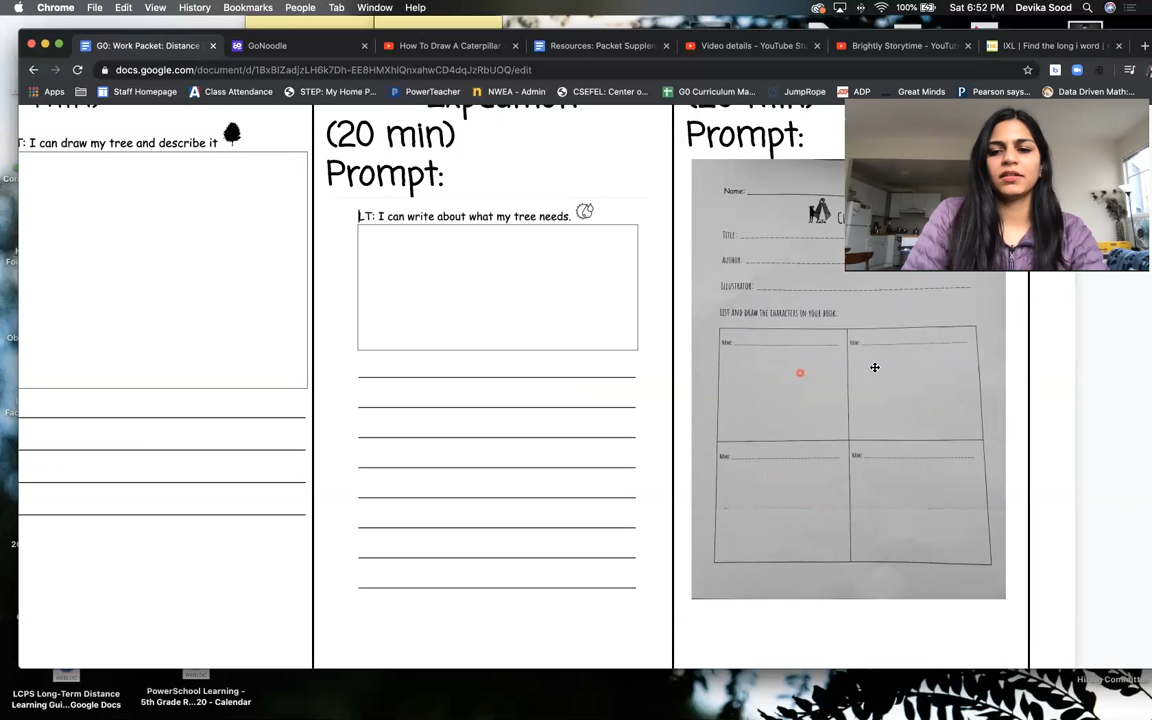 Chrome File Edit View History Bookmarks People Tab Window Help
100% Sat 6:52 PM Devika Sood
G0: Work Packet: Distance
GoNoodle
How To Draw A Caterpillar -
Resources: Packet Supplen
Video details - YouTube Stu
Brightly Storytime - YouTub
IXL | Find the long i word |
docs.google.com/document/d/1BxBIZadjzLH6k7Dh-EE8HMXhlQnxahwCD4dqJzRbUOQ/edit
Apps
Staff Homepage
Class Attendance
STEP: My Home P...
PowerTeacher
NWEA - Admin
CSEFEL: Center o...
G0 Curriculum Ma...
JumpRope
ADP
Great Minds
Pearson says...
Data Driven Math:...
T: I can draw my tree and describe it
Expedition
(20 min)
Prompt:
LT: I can write about what my tree needs.
(20 min)
Prompt:
Name:
Title:
Author:
Illustrator:
List and draw the characters in your book:
Name:
Name:
Name:
Name:
LCPS Long-Term Distance
Learning Gui...Google Docs
PowerSchool Learning -
5th Grade R...20 - Calendar